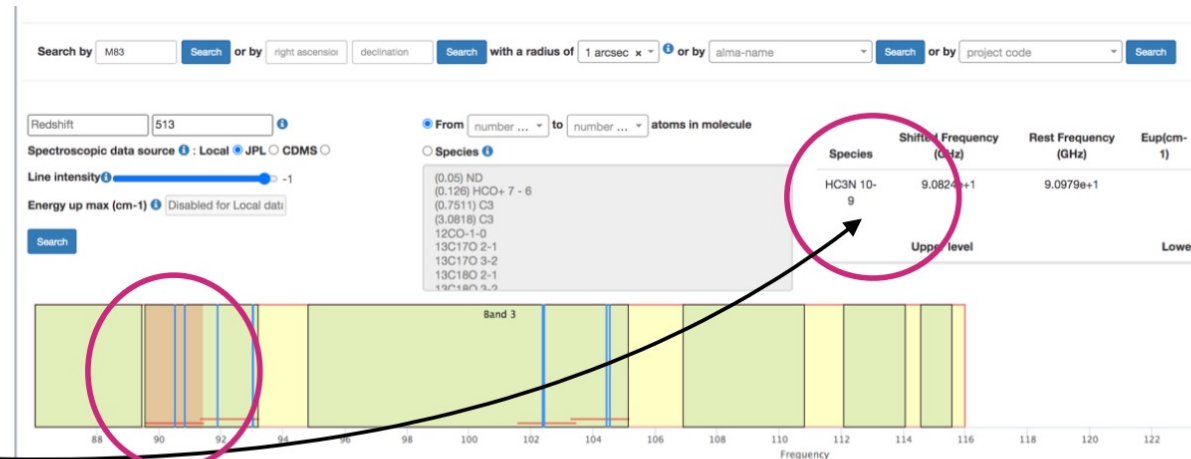 Search by M83 Search or by right ascensio declination Search with a radius of 1 arcsec × or by alma-name Search or by project code Search
Redshift 513
Spectroscopic data source : Local JPL CDMS
Line intensity -1
Energy up max (cm-1) Disabled for Local data
Search
From number ... to number ... atoms in molecule
Species
(0.05) ND
(0.126) HCO+ 7 - 6
(0.7511) C3
(3.0818) C3
12CO-1-0
13C17O 2-1
13C17O 3-2
13C18O 2-1
13C18O 3-2
Species Shifted Frequency (GHz) Rest Frequency (GHz) Eup(cm-
1)
HC3N 10- 9.0824e+1 9.0979e+1
9
Upper level Lowe
Band 3
88 90 92 94 96 98 100 102 104 106 108 110 112 114 116 118 120 122
Frequency